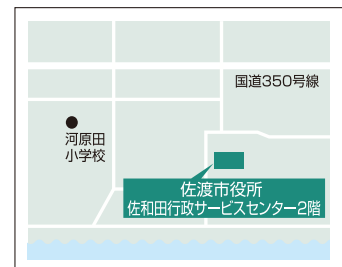 国道350号線
河原田
小学校
佐渡市役所
佐和田行政サービスセンター2階